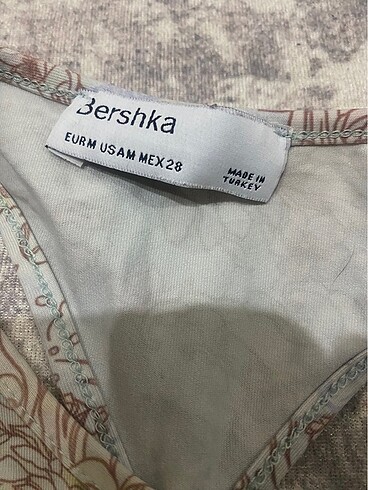 Bershka
EUR M USA M MEX 28
MADE IN
TURKEY